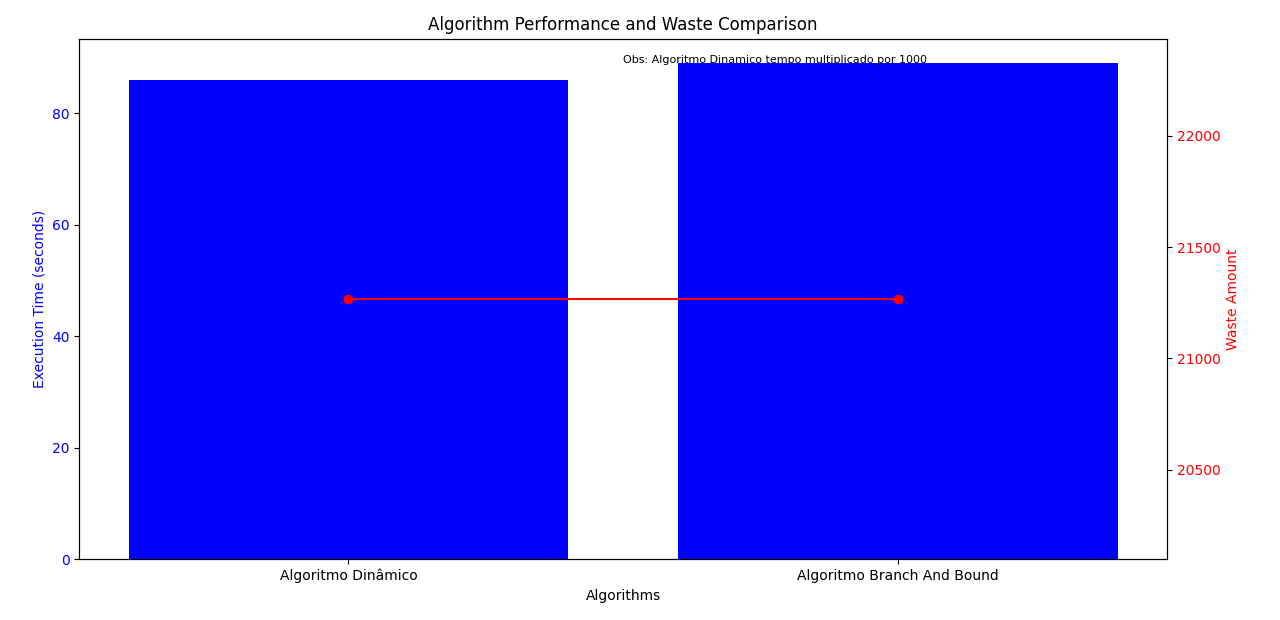 Algorithm Performance and Waste Comparison
Obs: Algoritmo Dinamico tempo multiplicado por 1000
Execution Time (seconds)
80
60
40
20
0
22000
21500
21000
20500
Waste Amount
Algoritmo Dinâmico
Algoritmo Branch And Bound
Algorithms